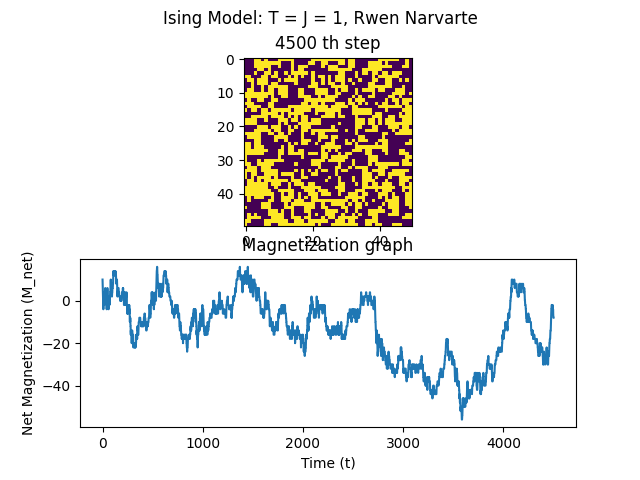 Ising Model: T = J = 1, Rwen Narvarte
4500 th step
0
10
20
30
40
0 20 40
Magnetization graph
Net Magnetization (M_net)
0
−20
−40
0 1000 2000 3000 4000
Time (t)